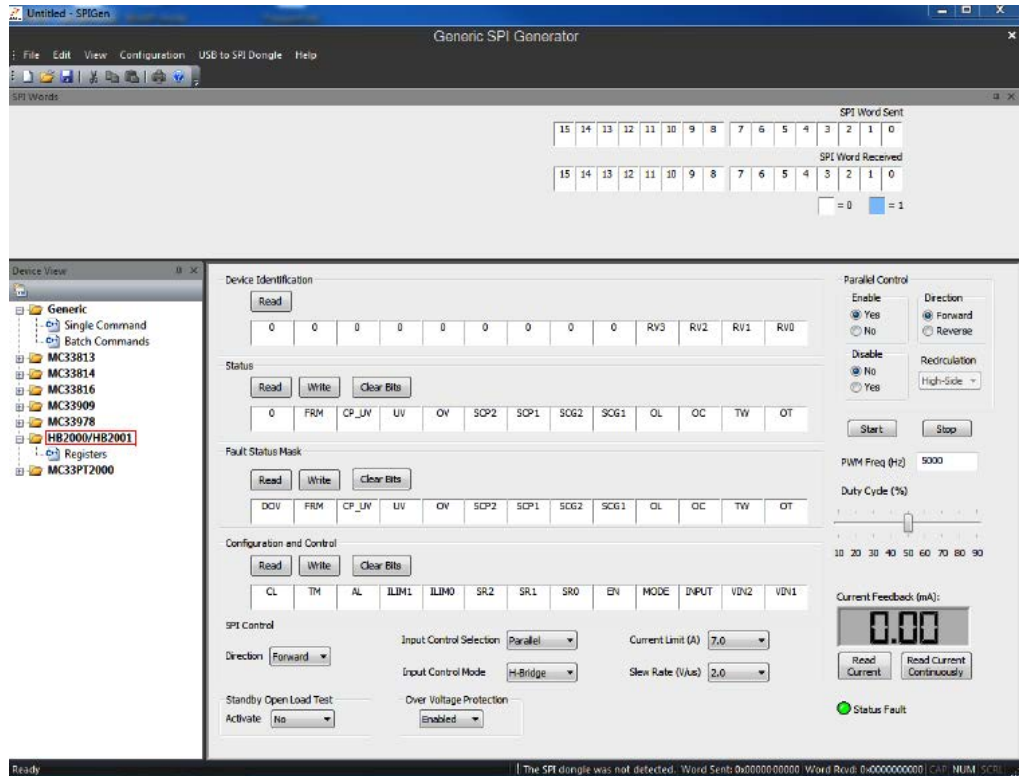 Untitled - SPIGen
Generic SPI Generator
File Edit View Configuration USB to SPI Dongle Help
SPI Words
SPI Word Sent
15 14 13 12 11 10 9 8 7 6 5 4 3 2 1 0
SPI Word Received
15 14 13 12 11 10 9 8 7 6 5 4 3 2 1 0
= 0 = 1
Device View
Generic
Single Command
Batch Commands
MC33813
MC33814
MC33816
MC33909
MC33978
HB2000/HB2001
Registers
MC33PT2000
Device Identification
Read
0 0 0 0 0 0 0 0 0 RV3 RV2 RV1 RV0
Status
Read Write Clear Bits
0 FRM CP_UV UV OV SCP2 SCP1 SCG2 SCG1 OL OC TW OT
Fault Status Mask
Read Write Clear Bits
DOV FRM CP_UV UV OV SCP2 SCP1 SCG2 SCG1 OL OC TW OT
Configuration and Control
Read Write Clear Bits
CL TM AL ILIM1 ILIM0 SR2 SR1 SR0 EN MODE INPUT VIN2 VIN1
SPI Control
Direction Forward
Input Control Selection Parallel
Current Limit (A) 7.0
Input Control Mode H-Bridge
Slew Rate (V/us) 2.0
Standby Open Load Test
Activate No
Over Voltage Protection
Enabled
Parallel Control
Enable
Yes
No
Direction
Forward
Reverse
Disable
No
Yes
Recirculation
High-Side
Start Stop
PWM Freq (Hz) 5000
Duty Cycle (%)
10 20 30 40 50 60 70 80 90
Current Feedback (mA):
0.00
Read Current
Read Current Continuously
Status Fault
Ready
The SPI dongle was not detected. Word Sent: 0x0000000000 Word Rcvd: 0x0000000000 CAP NUM SCRL